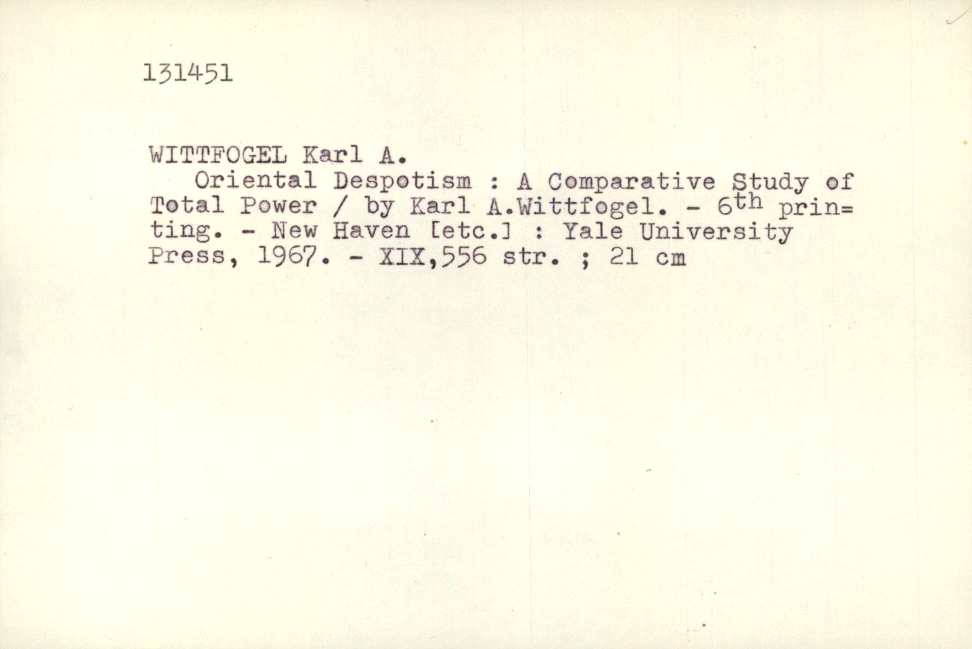 131451
WITTFOGEL Karl A.
Oriental Despotism : A Comparative Study of
Total Power / by Karl A.Wittfogel. - 6th prin=
ting. - New Haven [etc.] : Yale University
Press, 1967. - XIX,556 str. ; 21 cm